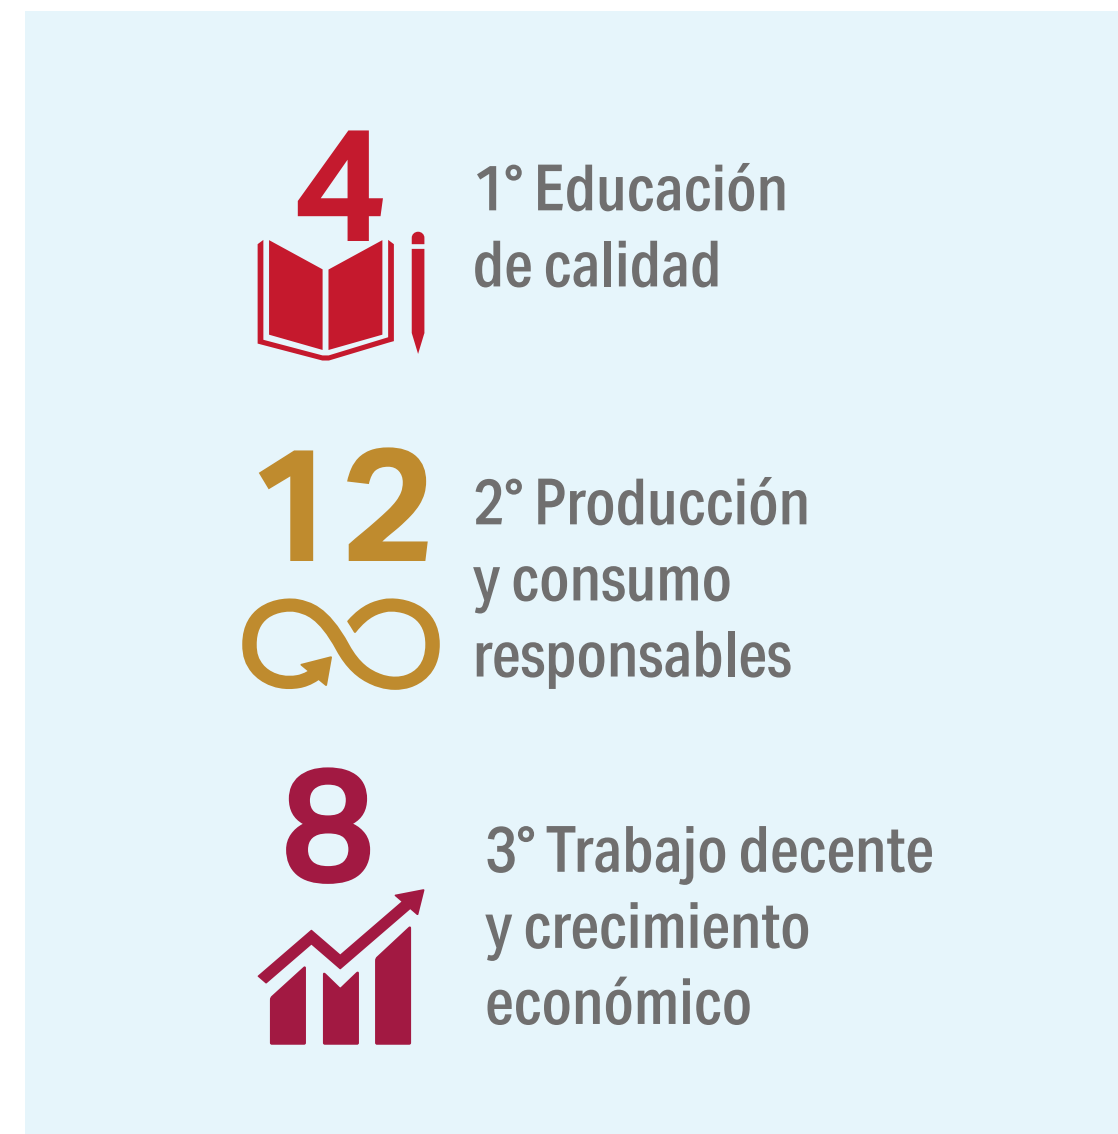 4
1° Educación
de calidad
12
2° Producción
y consumo
responsables
8
3° Trabajo decente
y crecimiento
económico